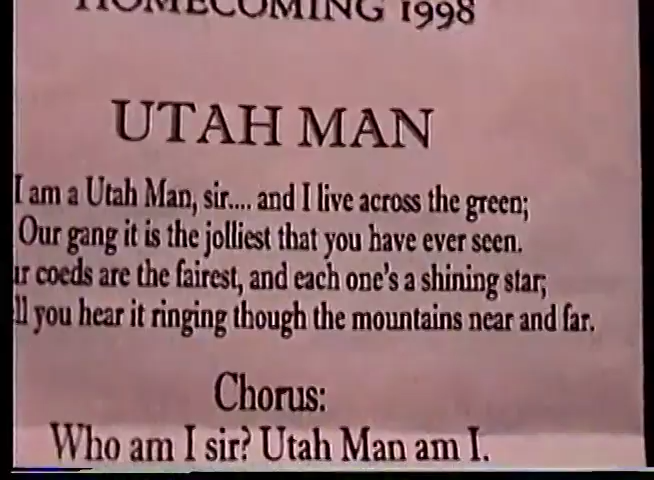 HOMECOMING 1998
UTAH MAN
I am a Utah Man, sir.... and I live across the green;
Our gang it is the jolliest that you have ever seen.
ur coeds are the fairest, and each one's a shining star;
ll you hear it ringing though the mountains near and far.
Chorus:
Who am I sir? Utah Man am I.